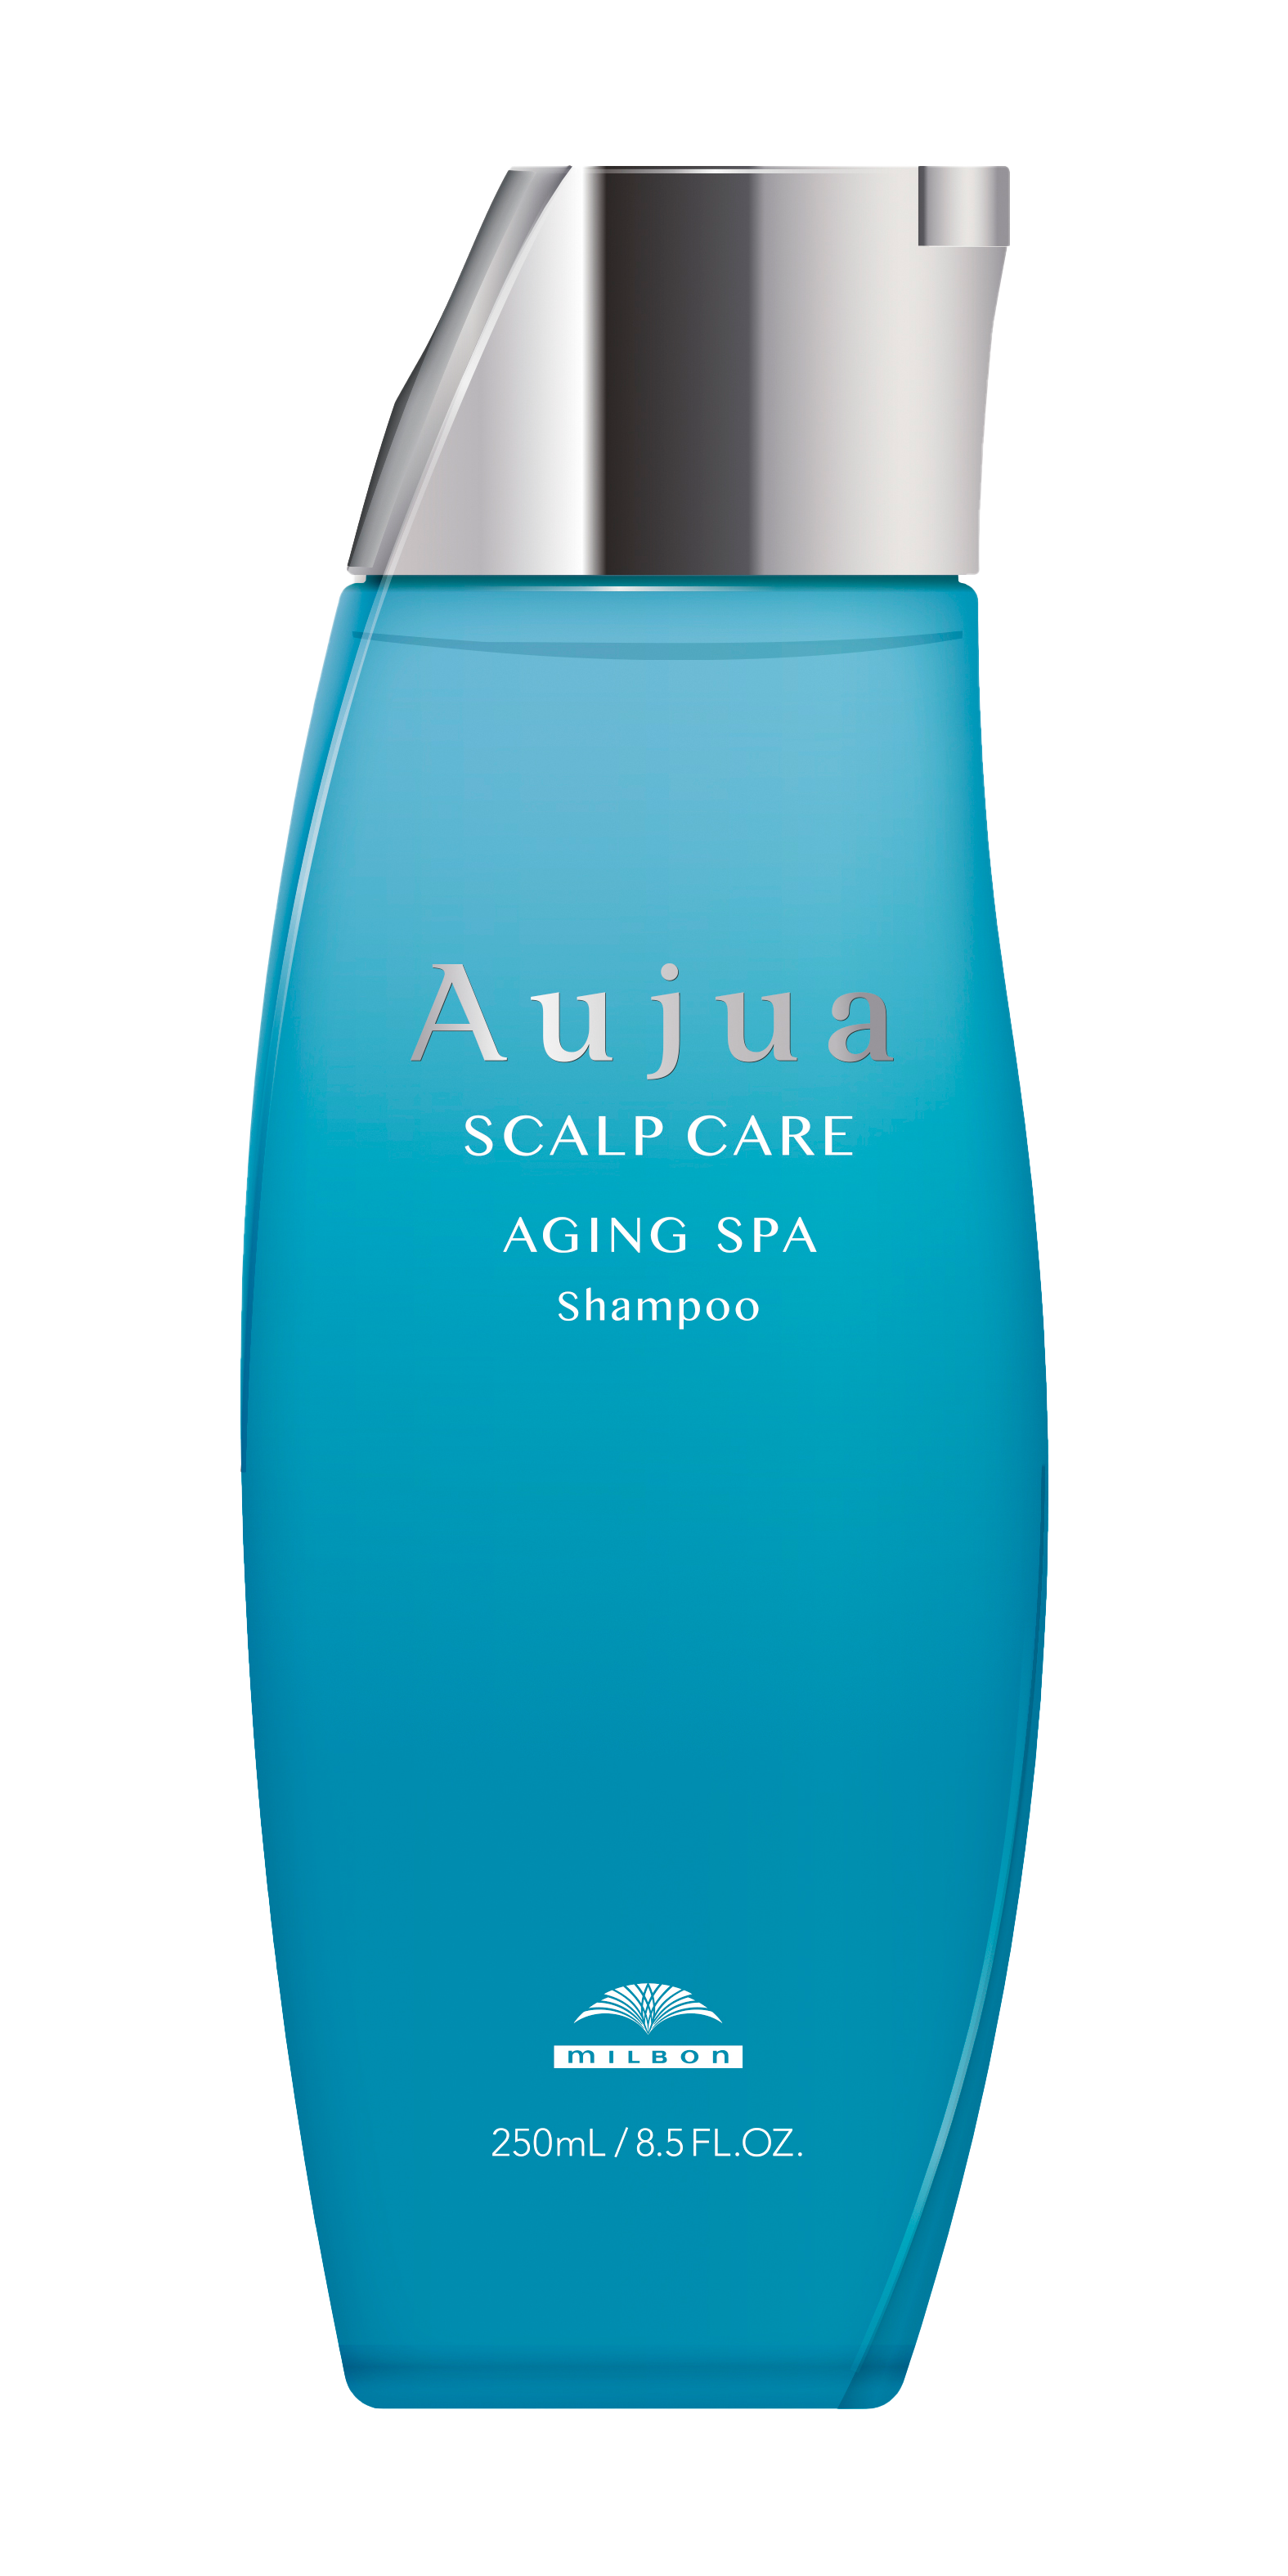 Aujua
SCALP CARE
AGING SPA
Shampoo
MILBON
250mL / 8.5 FL.OZ.